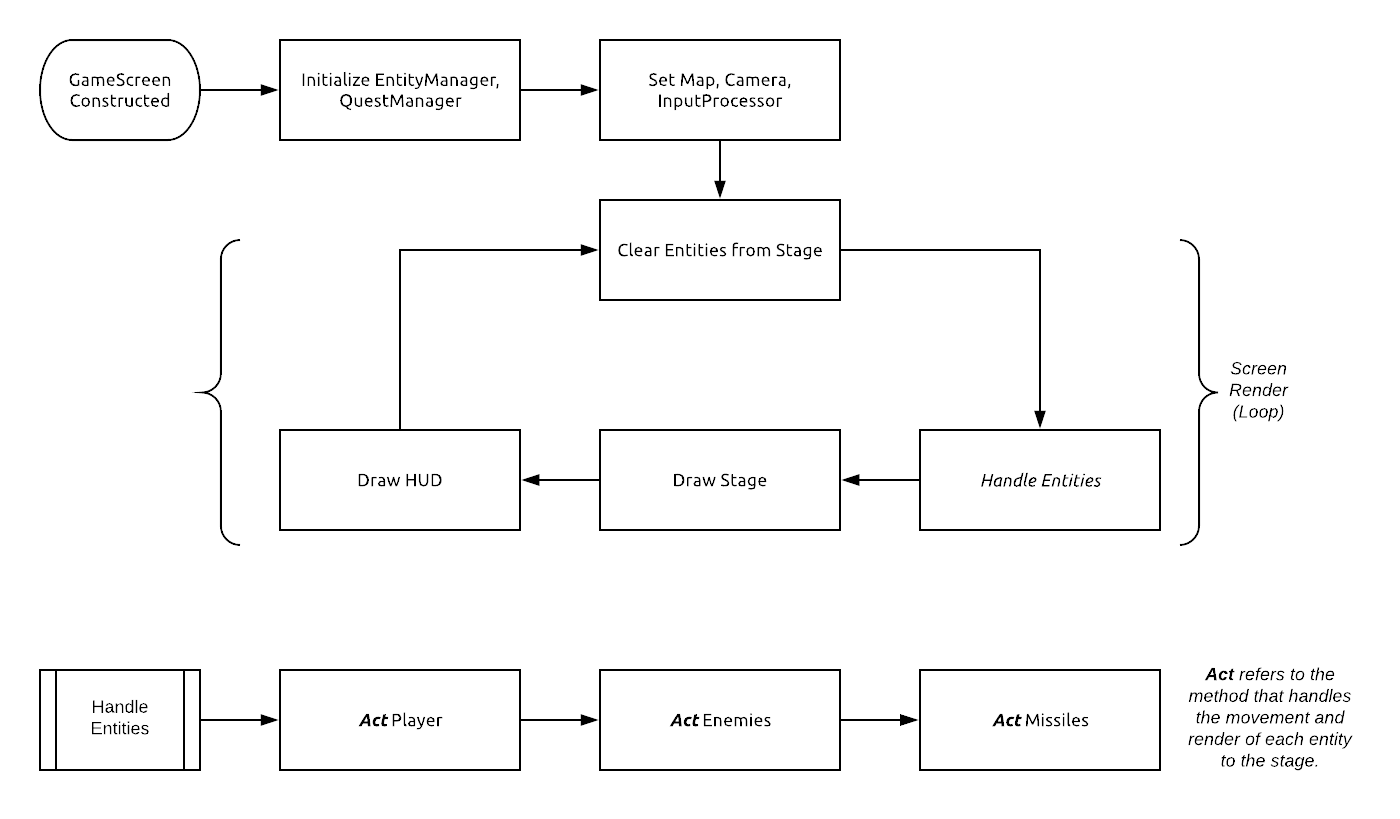 GameScreen
Constructed
Initialize EntityManager,
QuestManager
Set Map, Camera,
InputProcessor
Clear Entities from Stage
Screen
Render
(Loop)
Draw HUD
Draw Stage
Handle Entities
Handle
Entities
Act Player
Act Enemies
Act Missiles
Act refers to the
method that handles
the movement and
render of each entity
to the stage.